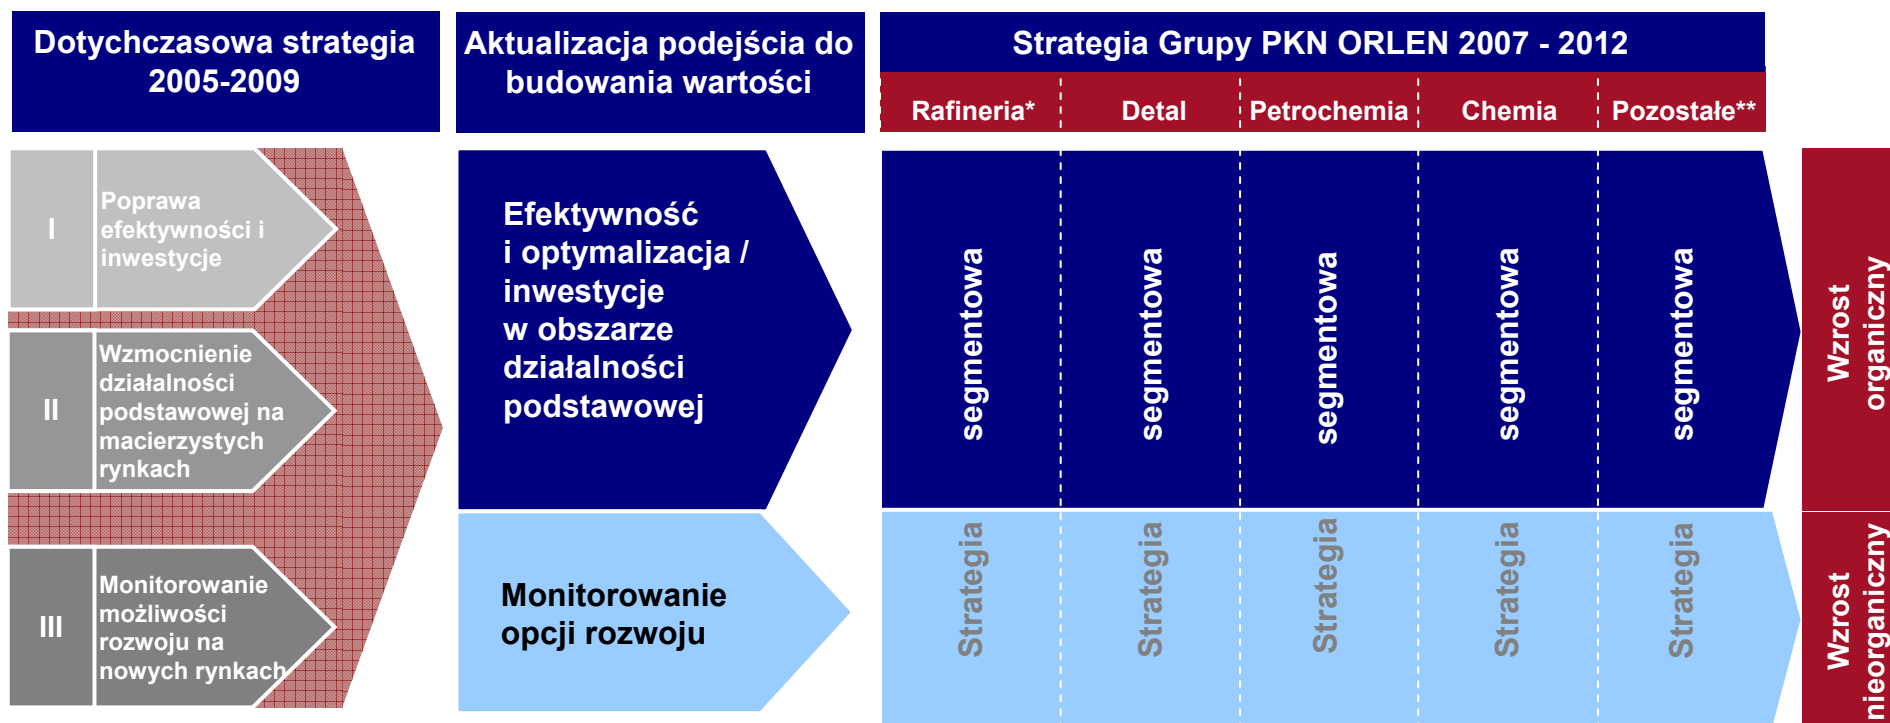 Dotychczasowa strategia
2005-2009
Aktualizacja podejścia do
budowania wartości
Strategia Grupy PKN ORLEN 2007 - 2012
Rafineria*
Detal
Petrochemia
Chemia
Pozostałe**
I
Poprawa
efektywności i
inwestycje
II
Wzmocnienie
działalności
podstawowej na
macierzystych
rynkach
III
Monitorowanie
możliwości
rozwoju na
nowych rynkach
Efektywność
i optymalizacja /
inwestycje
w obszarze
działalności
podstawowej
Monitorowanie
opcji rozwoju
Strategia segmentowa
Strategia segmentowa
Strategia segmentowa
Strategia segmentowa
Strategia segmentowa
Wzrost
organiczny
Wzrost
nieorganiczny